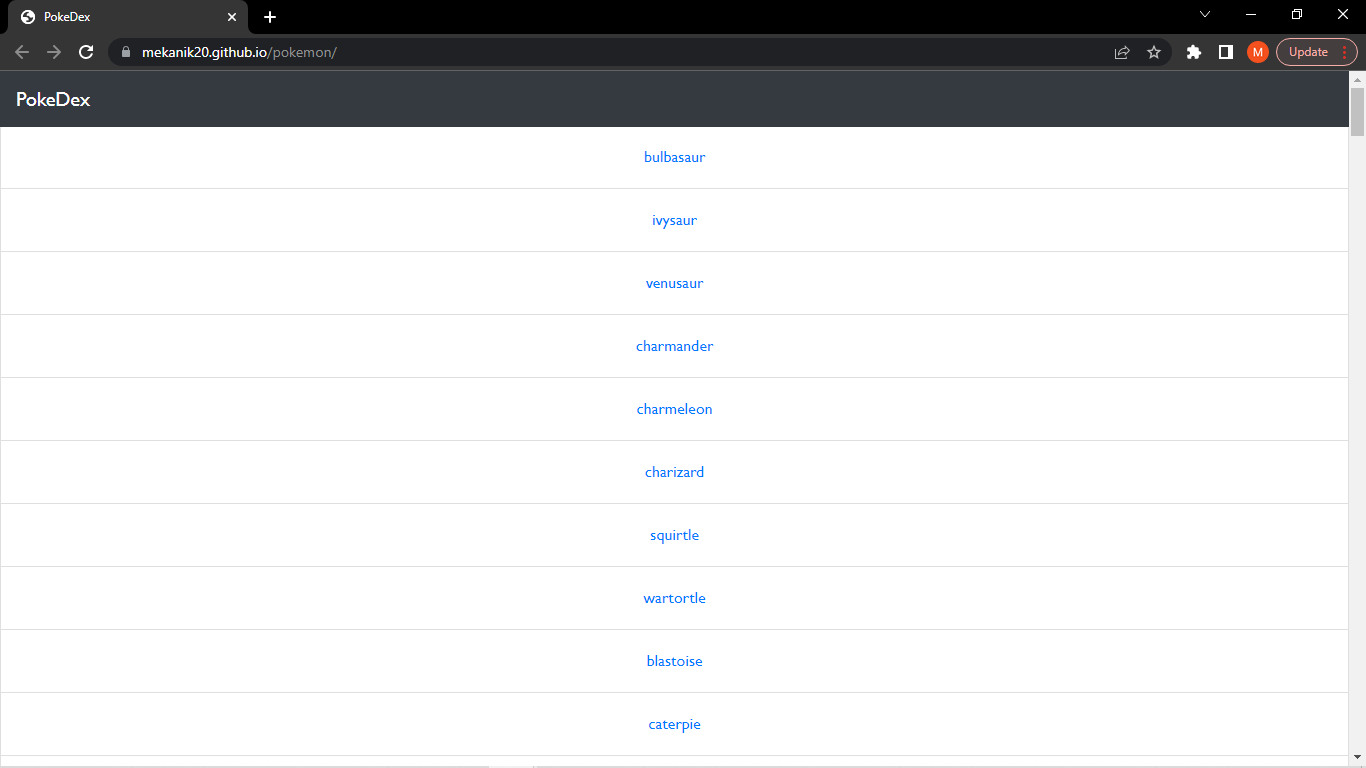 PokeDex
mekanik20.github.io/pokemon/
M
Update
PokeDex
bulbasaur
ivysaur
venusaur
charmander
charmeleon
charizard
squirtle
wartortle
blastoise
caterpie